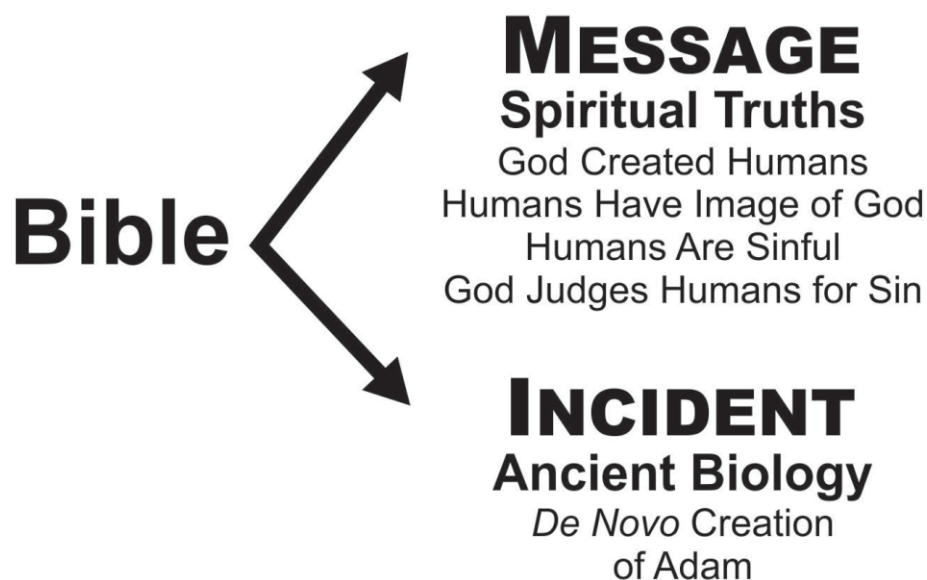 Bible
MESSAGE
Spiritual Truths
God Created Humans
Humans Have Image of God
Humans Are Sinful
God Judges Humans for Sin
INCIDENT
Ancient Biology
De Novo Creation
of Adam